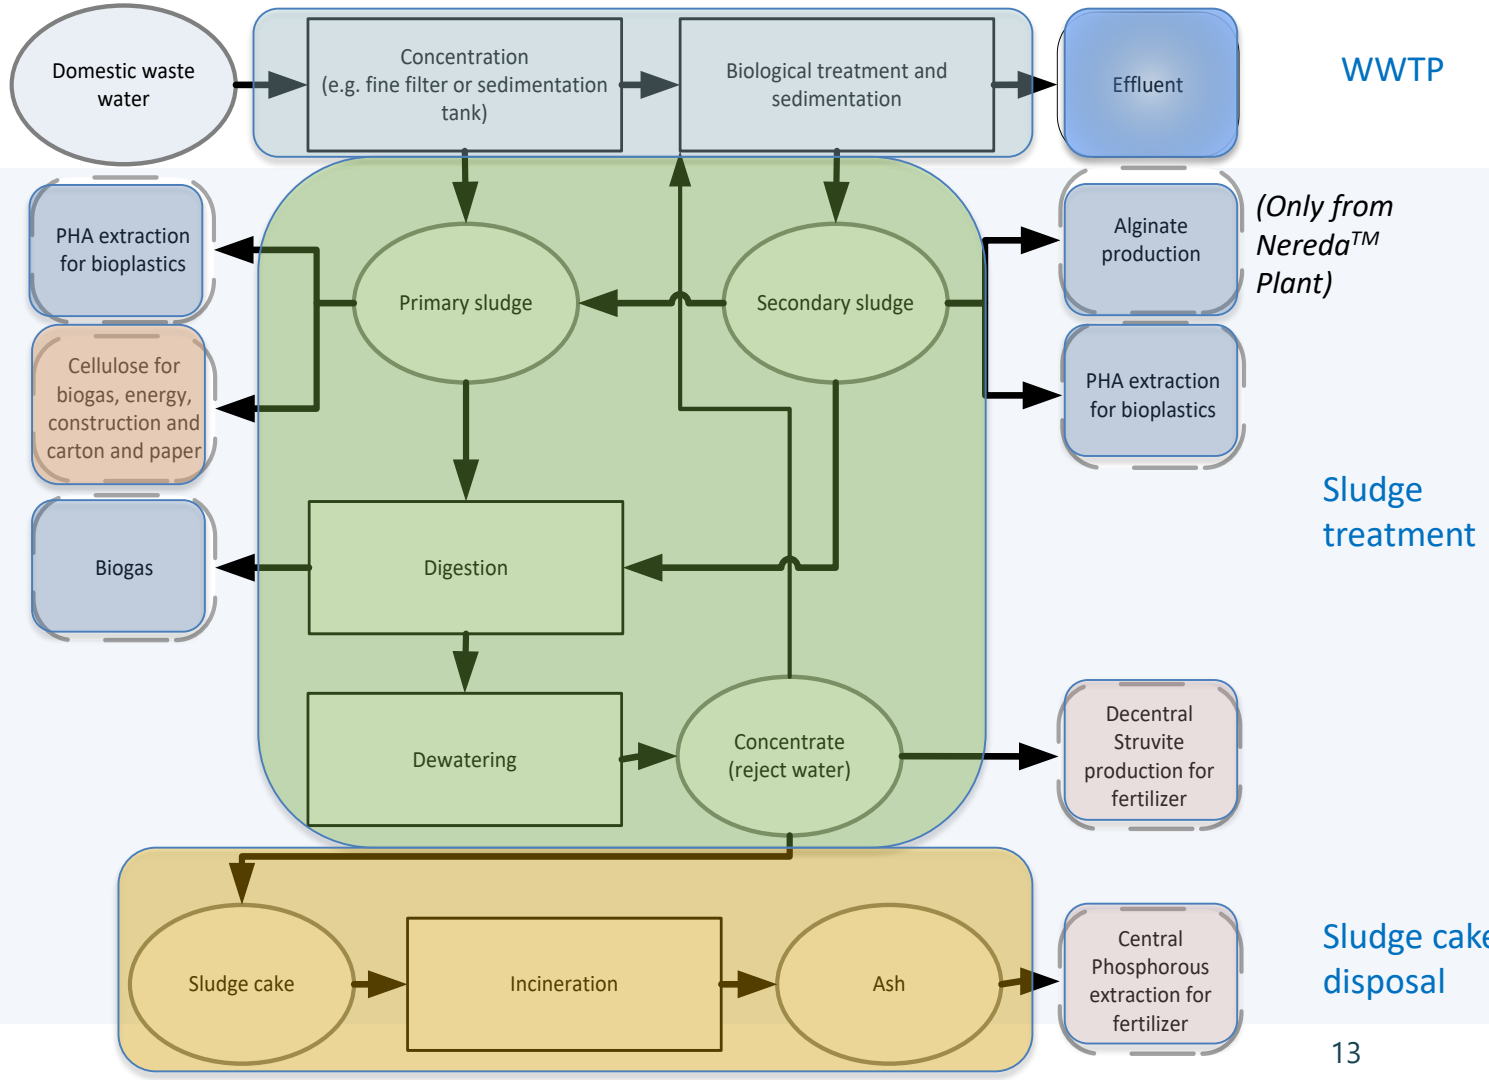 Domestic waste
water
Concentration
(e.g. fine filter or sedimentation
tank)
Biological treatment and
sedimentation
Effluent
WWTP
PHA extraction
for bioplastics
Primary sludge
Secondary sludge
Alginate
production
(Only from
Nereda™
Plant)
Cellulose for
biogas, energy,
construction and
carton and paper
PHA extraction
for bioplastics
Sludge
treatment
Biogas
Digestion
Dewatering
Concentrate
(reject water)
Decentral
Struvite
production for
fertilizer
Sludge cake
Incineration
Ash
Central
Phosphorous
extraction for
fertilizer
Sludge cake
disposal
13